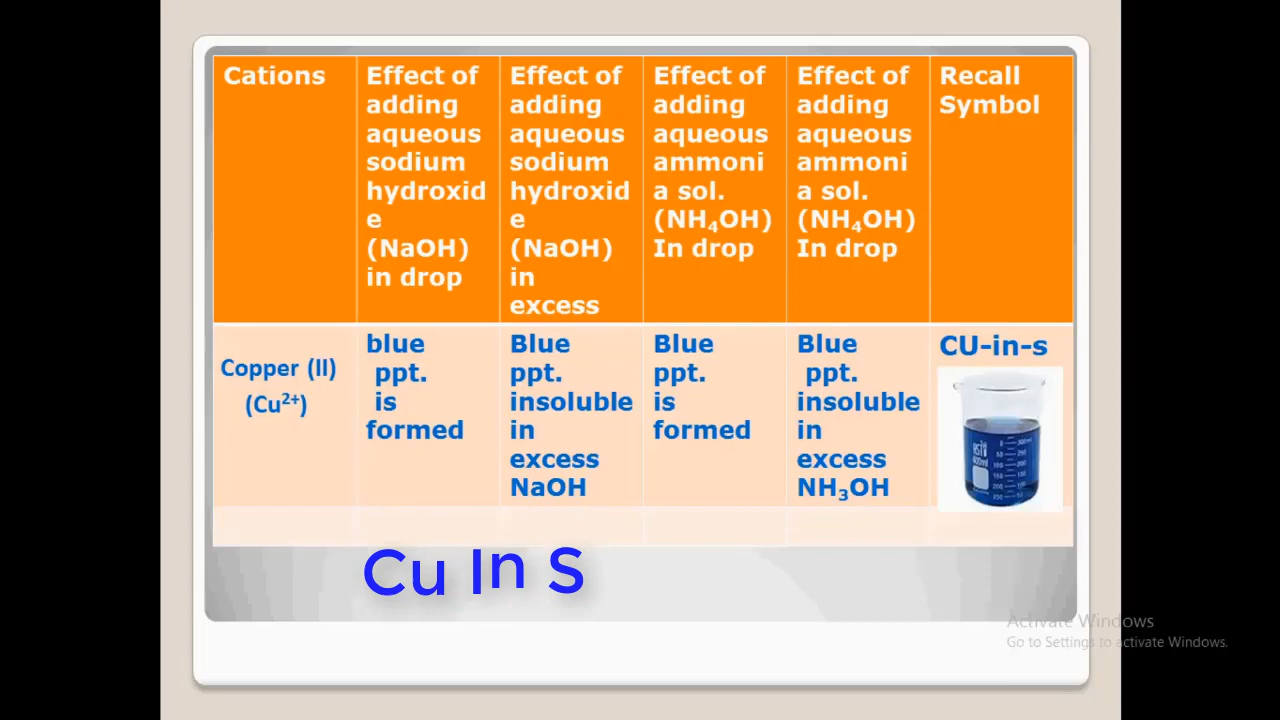 Cations
Effect of
adding
aqueous
sodium
hydroxid
e
(NaOH)
in drop
Effect of
adding
aqueous
sodium
hydroxid
e
(NaOH)
in
excess
Effect of
adding
aqueous
ammoni
a sol.
(NH₄OH)
In drop
Effect of
adding
aqueous
ammoni
a sol.
(NH₄OH)
In drop
Recall
Symbol
Copper (II)
(Cu²⁺)
blue
ppt.
is
formed
Blue
ppt.
insoluble
in
excess
NaOH
Blue
ppt.
is
formed
Blue
ppt.
insoluble
in
excess
NH₃OH
CU-in-s
Cu In S
Activate Windows
Go to Settings to activate Windows.